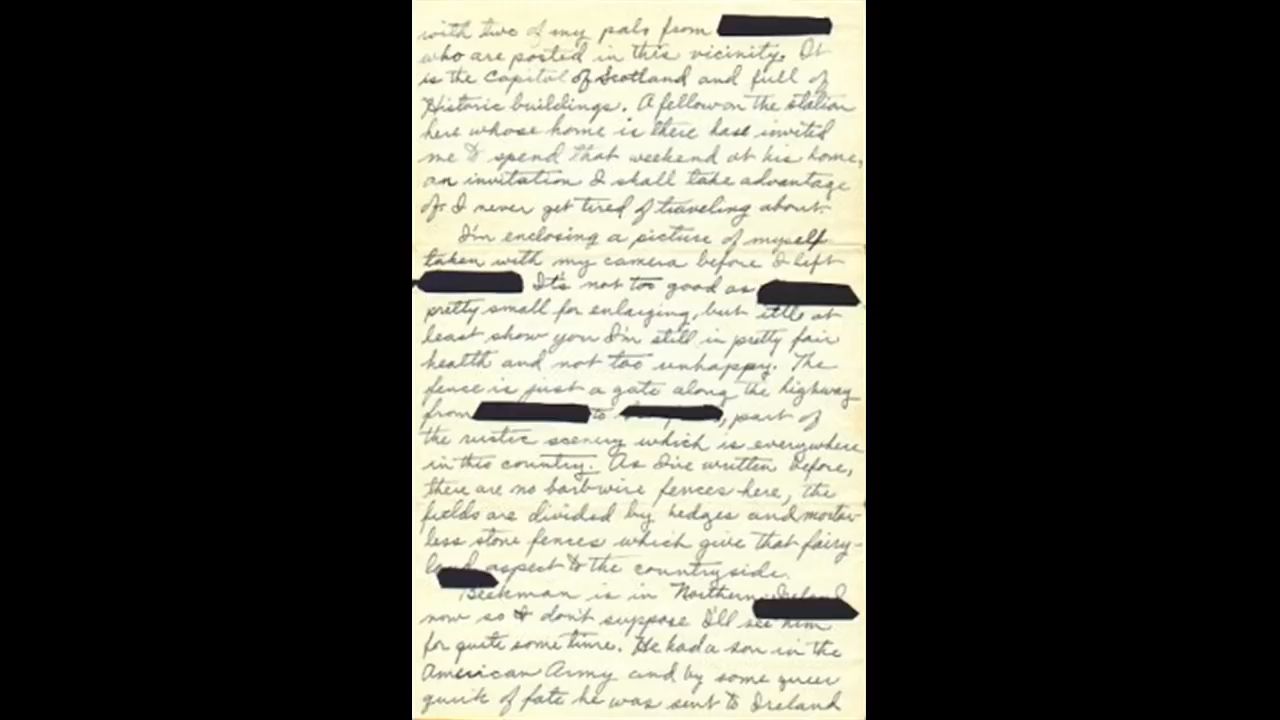 with two of my pals from
who are posted in this vicinity. It
is the Capitol of Scotland and full of
Historic buildings. A fellow on the station
here whose home is there has invited
me to spend that weekend at his home,
an invitation I shall take advantage
of. I never get tired of traveling about.
I'm enclosing a picture of myself
taken with my camera before I left
It's not too good as
pretty small for enlarging, but it'll at
least show you I'm still in pretty fair
health and not too unhappy. The
fence is just a gate along the highway
from to , part of
the rustic scenery which is everywhere
in this country. As I've written before,
there are no barbwire fences here, the
fields are divided by hedges and mortar-
less stone fences which give that fairy-
land aspect to the countryside.
Beekman is in Northern Ireland
now so I don't suppose I'll see him
for quite some time. He had a son in the
American Army and by some queer
quirk of fate he was sent to Ireland